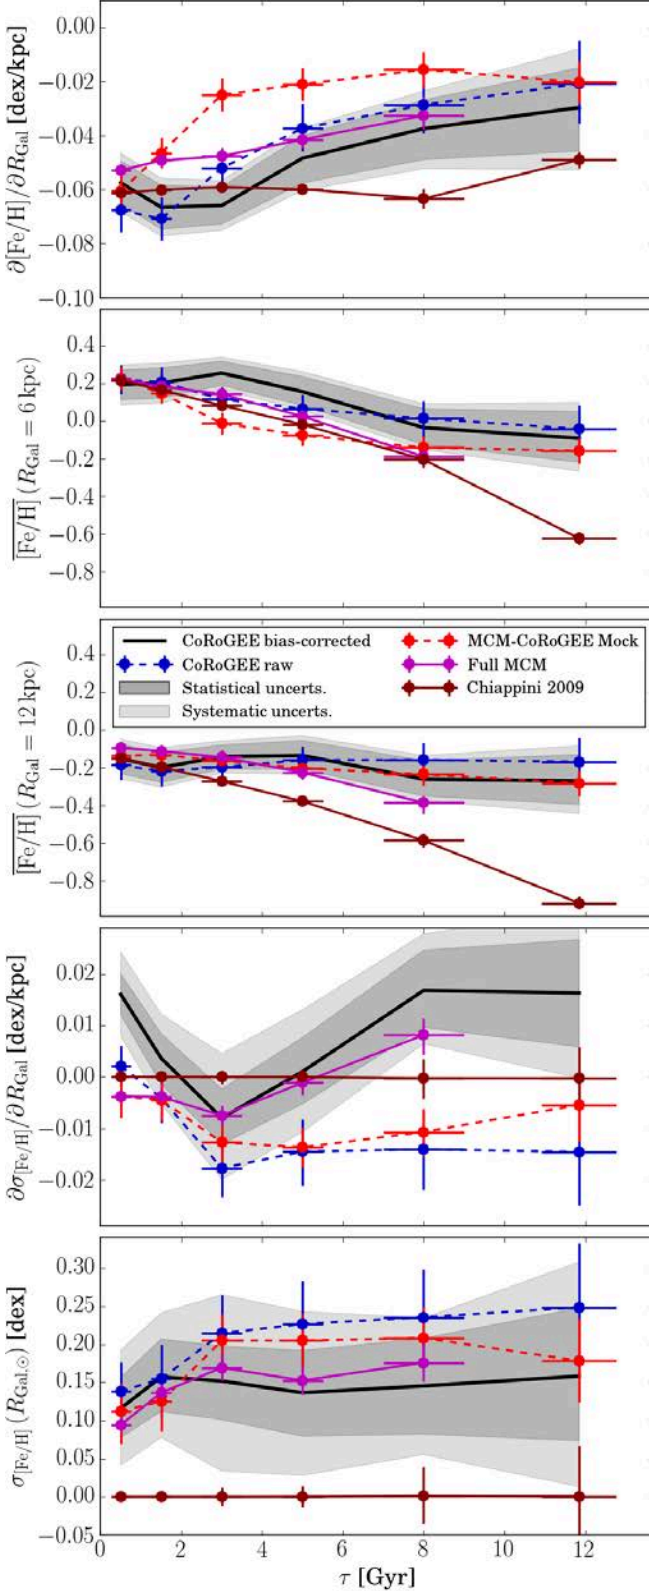 0.00
−0.02
−0.04
−0.06
−0.08
−0.10
∂[Fe/H]/∂R_Gal [dex/kpc]
0.4
0.2
0.0
−0.2
−0.4
−0.6
−0.8
[Fe/H] (R_Gal = 6 kpc)
CoRoGEE bias-corrected
CoRoGEE raw
Statistical uncerts.
Systematic uncerts.
MCM-CoRoGEE Mock
Full MCM
Chiappini 2009
0.4
0.2
0.0
−0.2
−0.4
−0.6
−0.8
[Fe/H] (R_Gal = 12 kpc)
0.02
0.01
0.00
−0.01
−0.02
∂σ_[Fe/H]/∂R_Gal [dex/kpc]
0.30
0.25
0.20
0.15
0.10
0.05
0.00
−0.05
σ_[Fe/H] (R_Gal,⊙) [dex]
0 2 4 6 8 10 12
τ [Gyr]